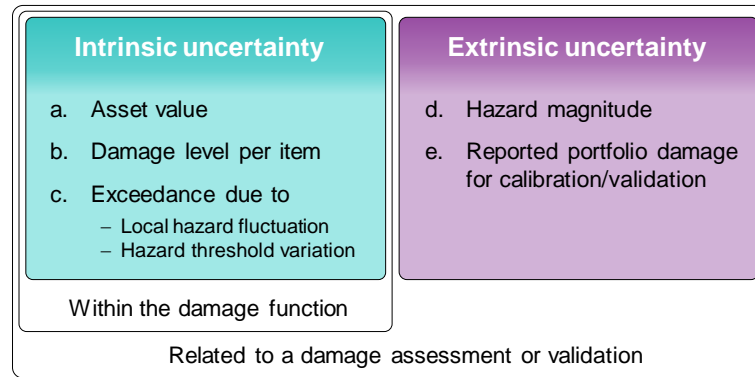 Intrinsic uncertainty
a. Asset value
b. Damage level per item
c. Exceedance due to
– Local hazard fluctuation
– Hazard threshold variation
Within the damage function
Extrinsic uncertainty
d. Hazard magnitude
e. Reported portfolio damage
for calibration/validation
Related to a damage assessment or validation